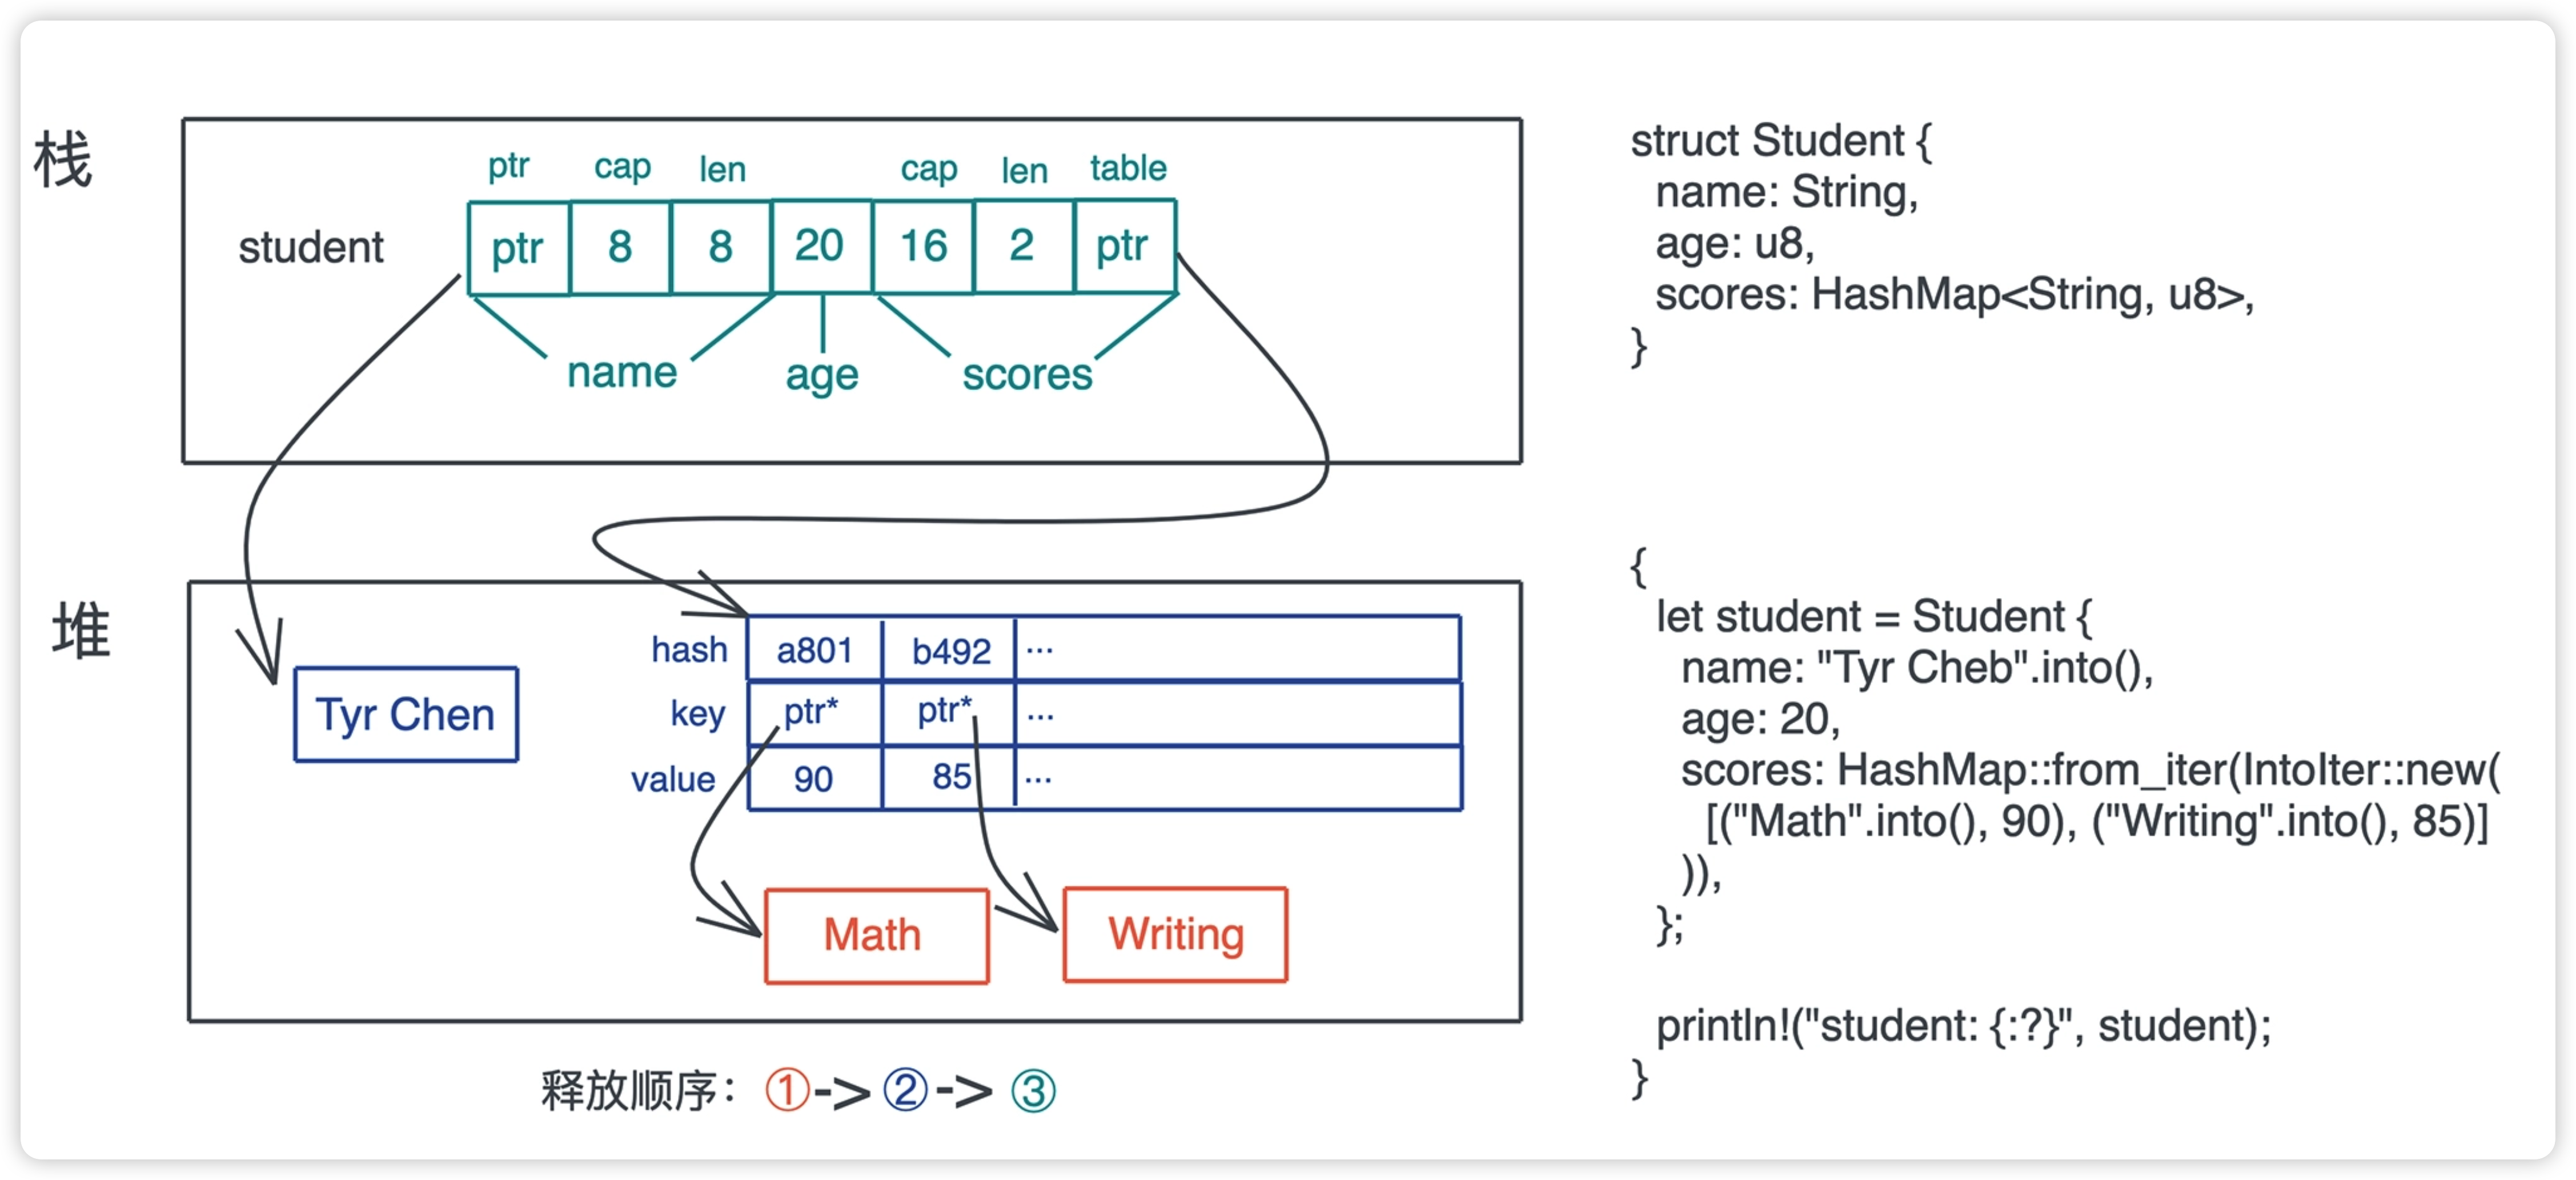 栈
ptr cap len cap len table
student ptr 8 8 20 16 2 ptr
name age scores
堆
Tyr Chen
hash a801 b492 ...
key ptr* ptr* ...
value 90 85 ...
Math Writing
释放顺序： ①-> ②-> ③
struct Student {
name: String,
age: u8,
scores: HashMap<String, u8>,
}
{
let student = Student {
name: "Tyr Cheb".into(),
age: 20,
scores: HashMap::from_iter(IntoIter::new(
[("Math".into(), 90), ("Writing".into(), 85)]
)),
};
println!("student: {:?}", student);
}